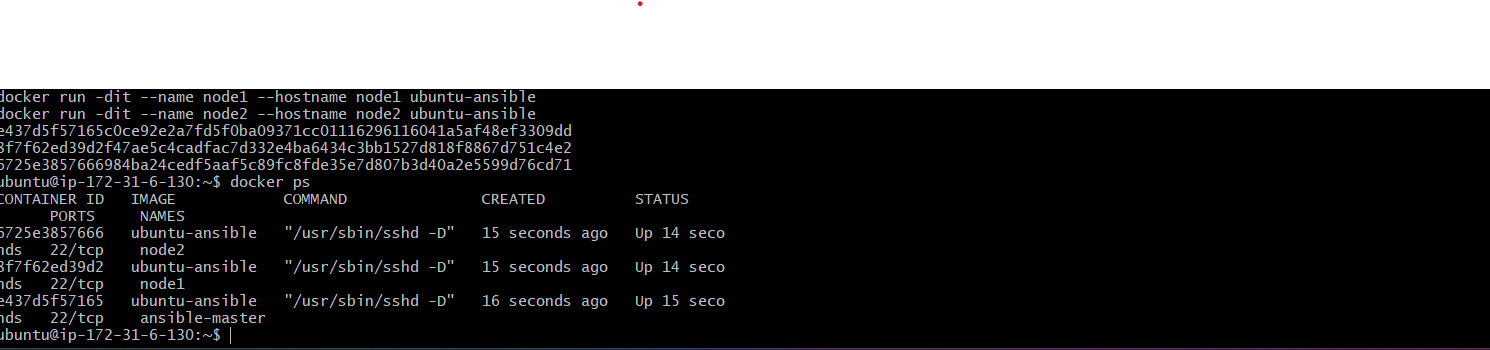 docker run -dit --name node1 --hostname node1 ubuntu-ansible
docker run -dit --name node2 --hostname node2 ubuntu-ansible
e437d5f57165c0ce92e2a7fd5f0ba09371cc01116296116041a5af48ef3309dd
8f7f62ed39d2f47ae5c4cadfac7d332e4ba6434c3bb1527d818f8867d751c4e2
6725e3857666984ba24cedf5aaf5c89fc8fde35e7d807b3d40a2e5599d76cd71
ubuntu@ip-172-31-6-130:~$ docker ps
CONTAINER ID   IMAGE            COMMAND               CREATED          STATUS
      PORTS     NAMES
6725e3857666   ubuntu-ansible   "/usr/sbin/sshd -D"   15 seconds ago   Up 14 seco
nds   22/tcp    node2
8f7f62ed39d2   ubuntu-ansible   "/usr/sbin/sshd -D"   15 seconds ago   Up 14 seco
nds   22/tcp    node1
e437d5f57165   ubuntu-ansible   "/usr/sbin/sshd -D"   16 seconds ago   Up 15 seco
nds   22/tcp    ansible-master
ubuntu@ip-172-31-6-130:~$